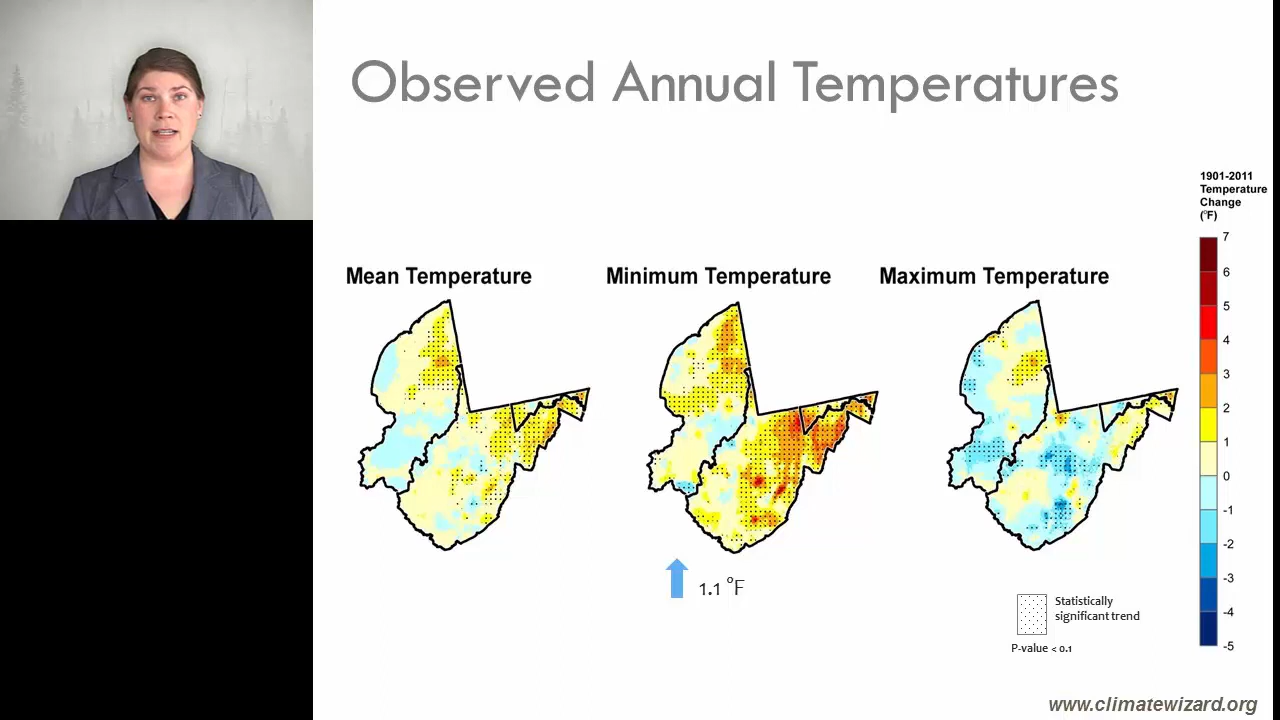 Observed Annual Temperatures
1901-2011
Temperature
Change
(°F)
Mean Temperature
Minimum Temperature
Maximum Temperature
7
6
5
4
3
2
1
0
-1
-2
-3
-4
-5
1.1 °F
Statistically
significant trend
P-value < 0.1
www.climatewizard.org